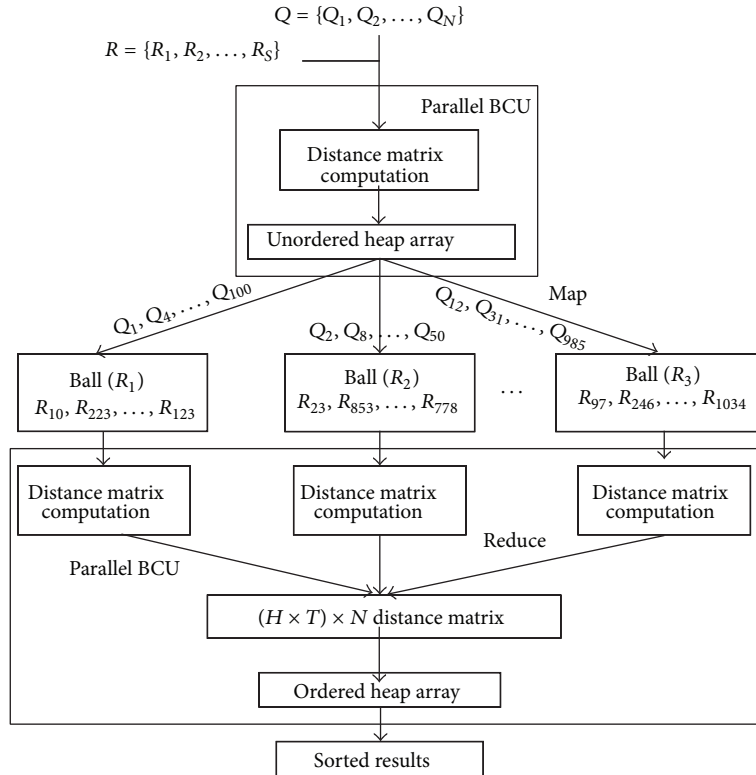 Q = {Q₁, Q₂, . . . , Q_N}
R = {R₁, R₂, . . . , R_S}
Parallel BCU
Distance matrix
computation
Unordered heap array
Q₁, Q₄, . . . , Q₁₀₀
Q₂, Q₈, . . . , Q₅₀
Q₁₂, Q₃₁, . . . , Q₉₈₅
Map
Ball (R₁)
R₁₀, R₂₂₃, . . . , R₁₂₃
Ball (R₂)
R₂₃, R₈₅₃, . . . , R₇₇₈
. . .
Ball (R₃)
R₉₇, R₂₄₆, . . . , R₁₀₃₄
Distance matrix
computation
Distance matrix
computation
Distance matrix
computation
Parallel BCU
Reduce
(H × T) × N distance matrix
Ordered heap array
Sorted results